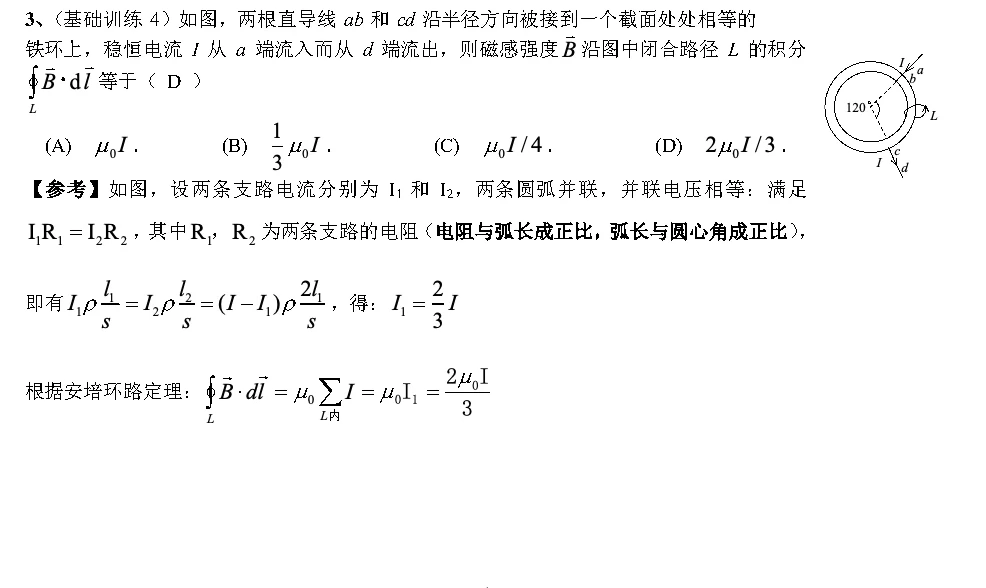 3、（基础训练 4）如图，两根直导线 ab 和 cd 沿半径方向被接到一个截面处处相等的
铁环上，稳恒电流 I 从 a 端流入而从 d 端流出，则磁感强度 B⃗ 沿图中闭合路径 L 的积分
∮_L B⃗·dl⃗ 等于（ D ）
(A) μ₀I . (B) 1/3 μ₀I . (C) μ₀I / 4 . (D) 2μ₀I / 3 .
【参考】如图，设两条支路电流分别为 I₁ 和 I₂，两条圆弧并联，并联电压相等：满足
I₁R₁ = I₂R₂ ，其中 R₁， R₂ 为两条支路的电阻（电阻与弧长成正比，弧长与圆心角成正比），
即有 I₁ρ l₁/s = I₂ρ l₂/s = (I − I₁)ρ 2l₁/s ，得： I₁ = 2/3 I
根据安培环路定理： ∮_L B⃗ · dl⃗ = μ₀ ∑_{L内} I = μ₀I₁ = 2μ₀I/3
I
a
b
120°
L
c
I
d